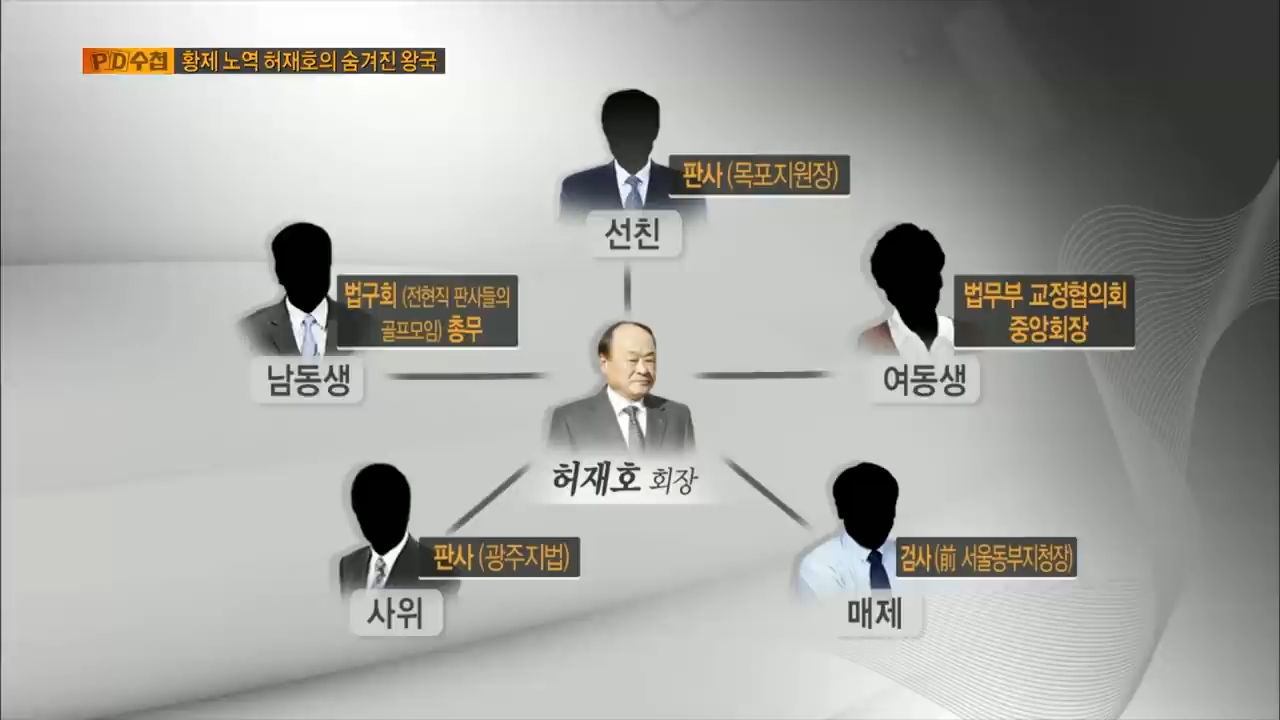 PD수첩 황제 노역 허재호의 숨겨진 왕국
판사 (목포지원장)
선친
법구회 (전현직 판사들의
골프모임) 총무
남동생
법무부 교정협의회
중앙회장
여동생
허재호 회장
판사 (광주지법)
사위
검사 (前 서울동부지청장)
매제